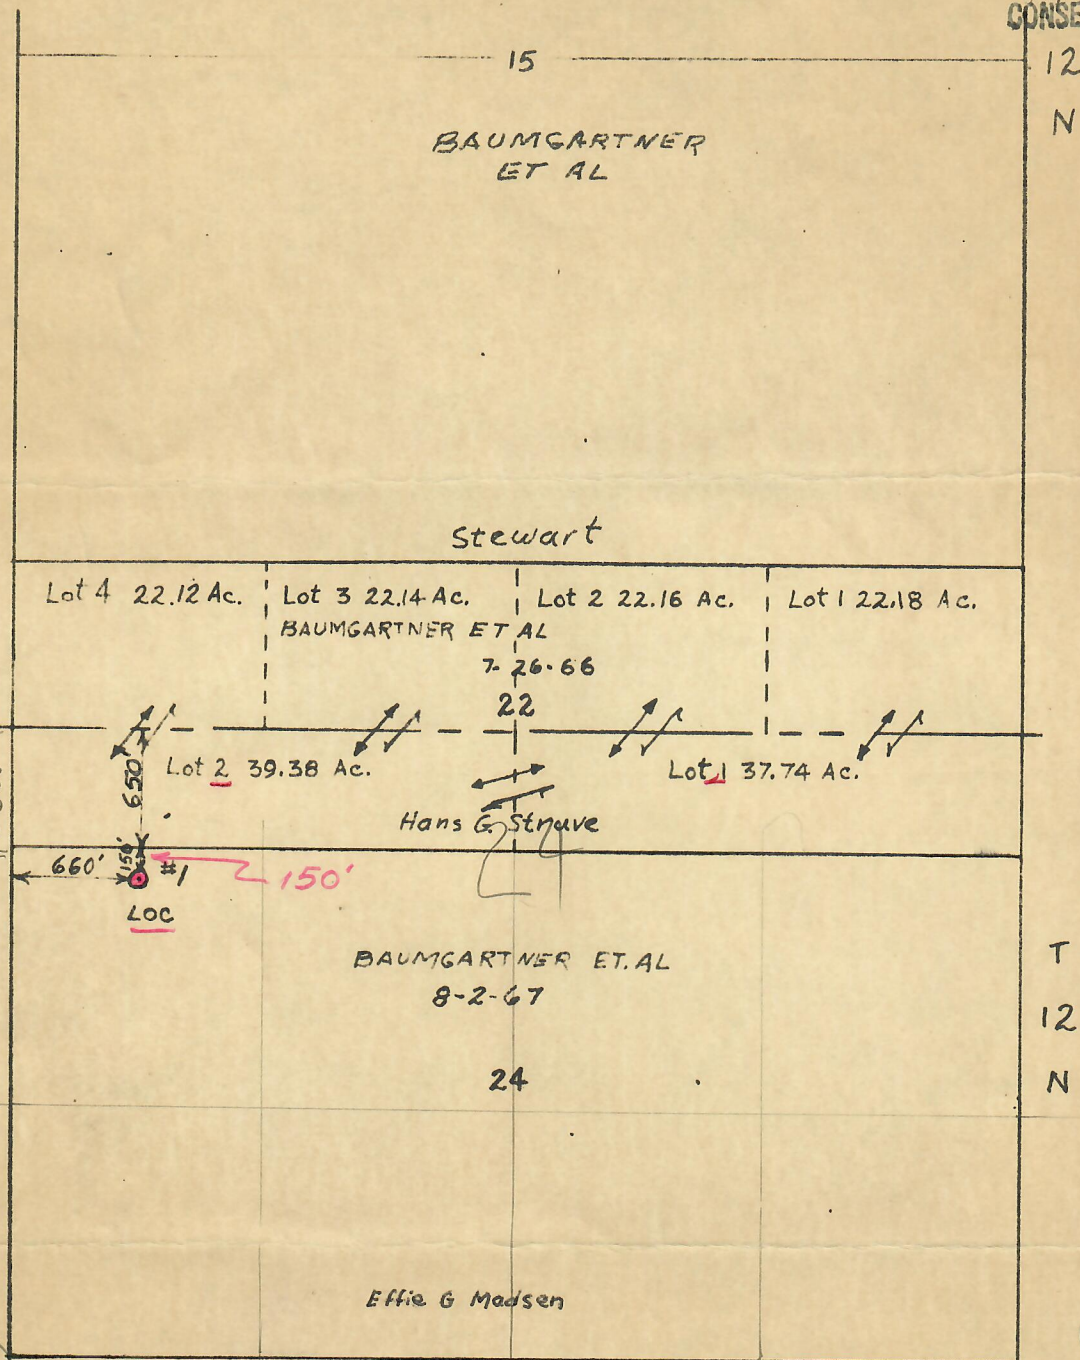 15
12
N
BAUMGARTNER
ET AL
Stewart
Lot 4 22.12 Ac.
Lot 3 22.14 Ac.
Lot 2 22.16 Ac.
Lot 1 22.18 Ac.
BAUMGARTNER ET AL
7-26-66
22
Lot 2 39.38 Ac.
Lot 1 37.74 Ac.
650'
Hans G. Struve
24
150'
660'
#1
150'
LOC
BAUMGARTNER ET.AL
8-2-67
T
12
N
24
Effie G Madsen